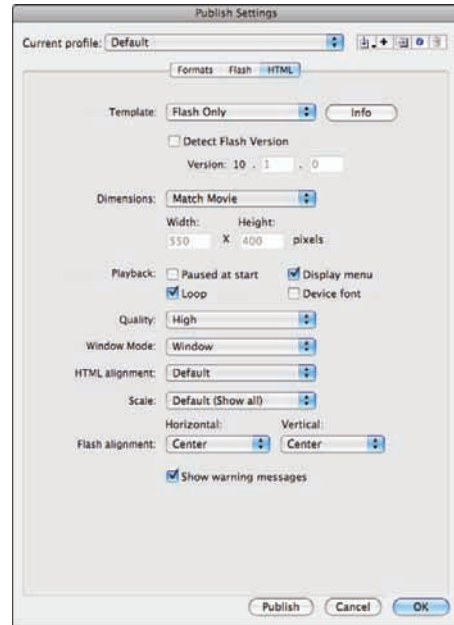 Publish Settings
Current profile: Default
Formats Flash HTML
Template: Flash Only Info
Detect Flash Version
Version: 10 . 1 . 0
Dimensions: Match Movie
Width: Height:
550 X 400 pixels
Playback: Paused at start Display menu
Loop Device font
Quality: High
Window Mode: Window
HTML alignment: Default
Scale: Default (Show all)
Horizontal: Vertical:
Flash alignment: Center Center
Show warning messages
Publish Cancel OK